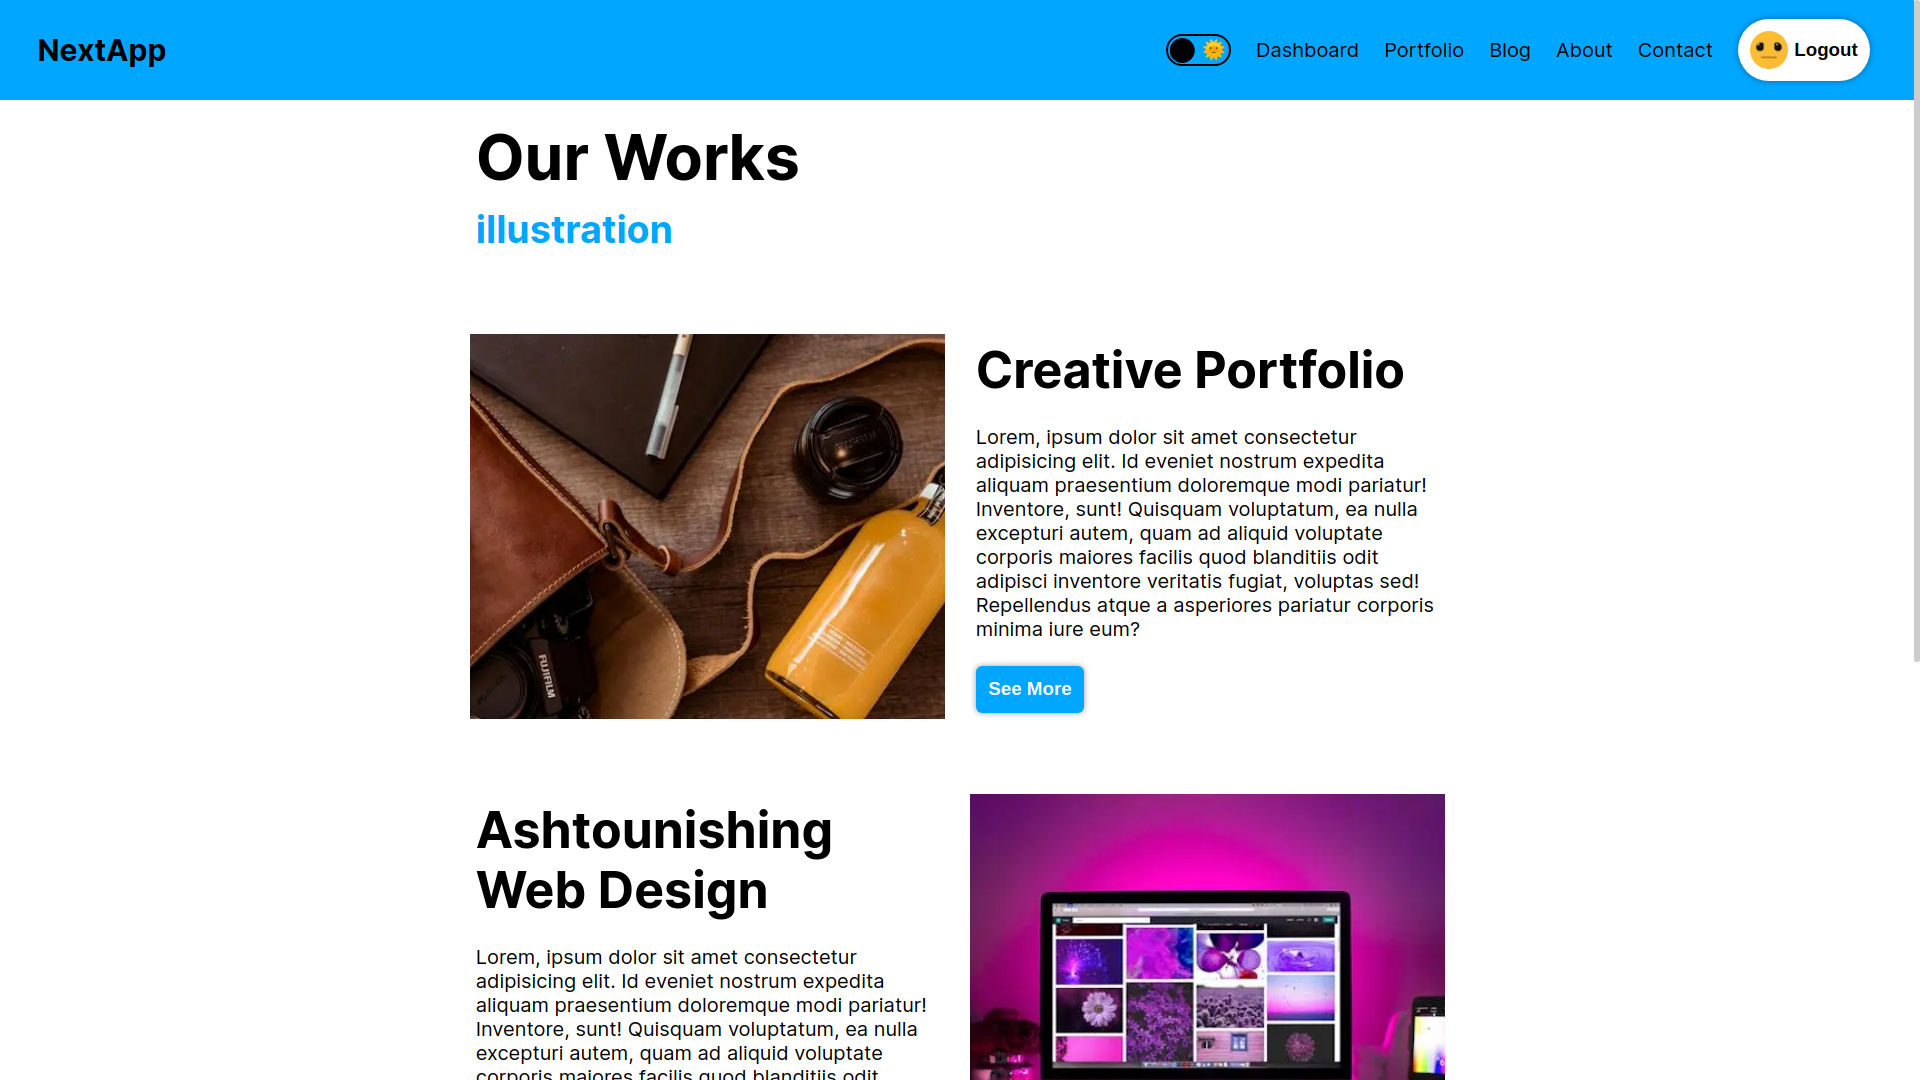 NextApp
Dashboard Portfolio Blog About Contact Logout
Our Works
illustration
Creative Portfolio
Lorem, ipsum dolor sit amet consectetur
adipisicing elit. Id eveniet nostrum expedita
aliquam praesentium doloremque modi pariatur!
Inventore, sunt! Quisquam voluptatum, ea nulla
excepturi autem, quam ad aliquid voluptate
corporis maiores facilis quod blanditiis odit
adipisci inventore veritatis fugiat, voluptas sed!
Repellendus atque a asperiores pariatur corporis
minima iure eum?
See More
FUJIFILM
Ashtounishing
Web Design
Lorem, ipsum dolor sit amet consectetur
adipisicing elit. Id eveniet nostrum expedita
aliquam praesentium doloremque modi pariatur!
Inventore, sunt! Quisquam voluptatum, ea nulla
excepturi autem, quam ad aliquid voluptate
corporis maiores facilis quod blanditiis odit